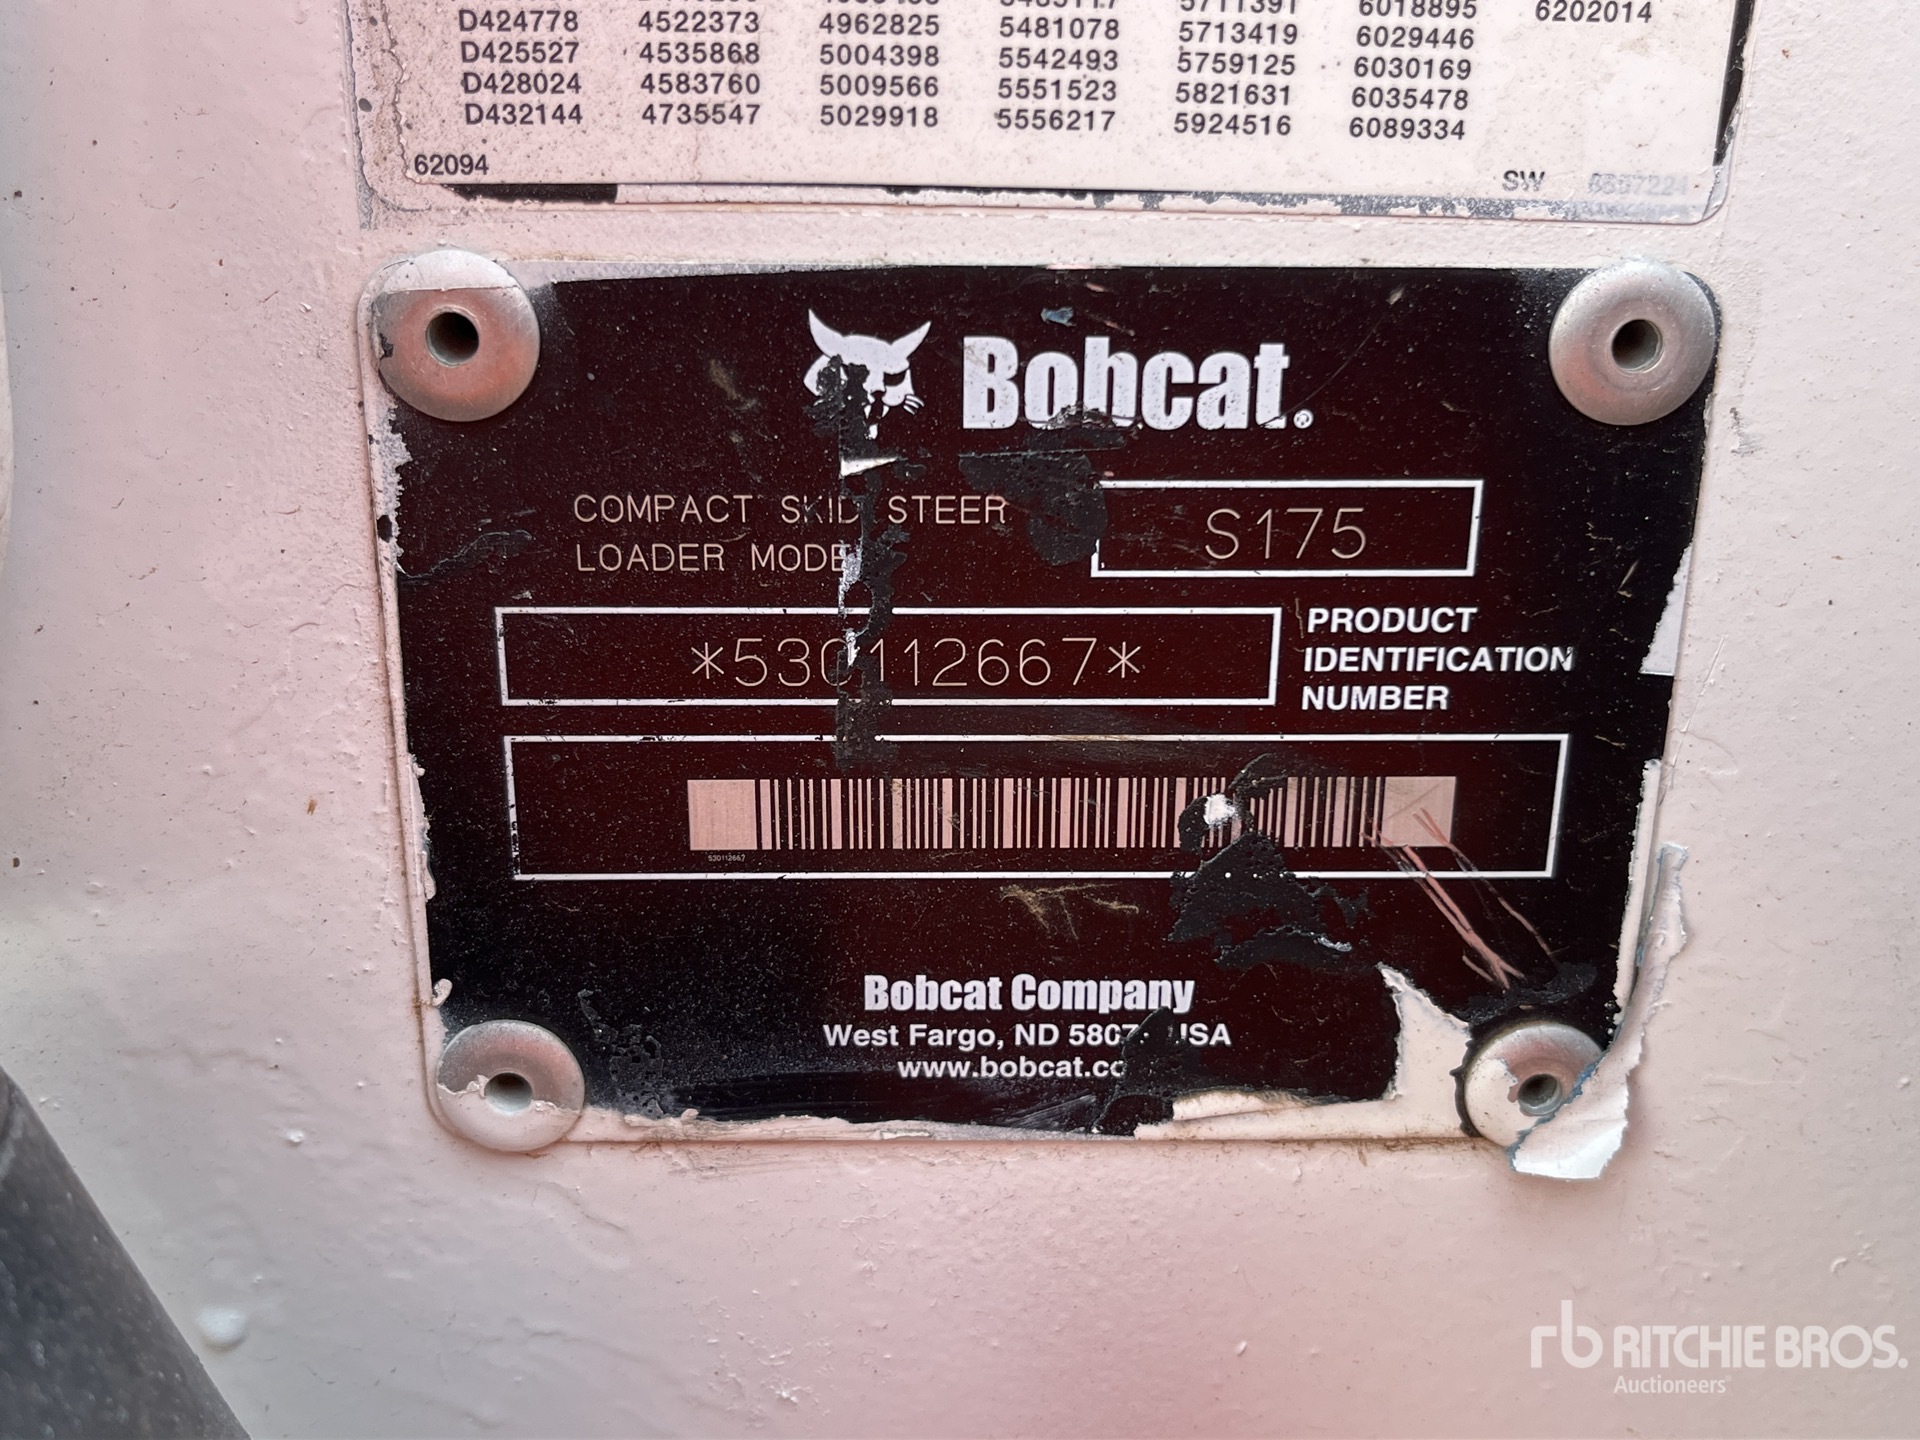 D424778 4522373 4962825 5481078 5713419 6029446 6202014
D425527 4535868 5004398 5542493 5759125 6030169
D428024 4583760 5009566 5551523 5821631 6035478
D432144 4735547 5029918 5556217 5924516 6089334
6018895
62094
SW
Bobcat®
COMPACT SKID STEER
LOADER MODE
S175
*530112667*
PRODUCT
IDENTIFICATION
NUMBER
530112667
Bobcat Company
West Fargo, ND USA
www.bobcat.co
rb RITCHIE BROS.
Auctioneers